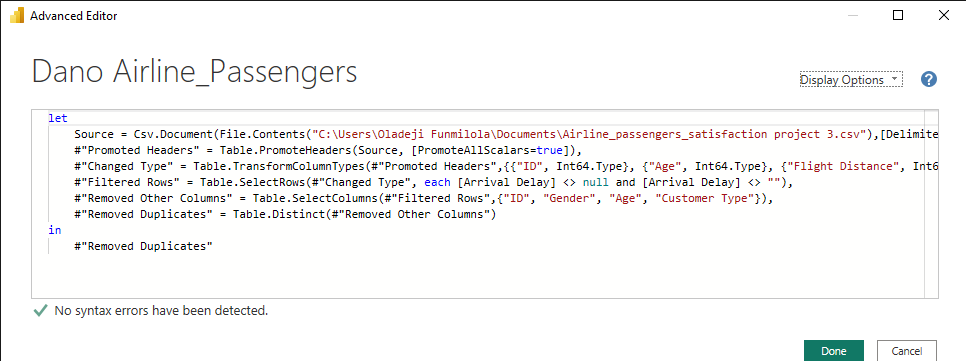 Advanced Editor
Dano Airline_Passengers
Display Options
?
let
Source = Csv.Document(File.Contents("C:\Users\Oladeji Funmilola\Documents\Airline_passengers_satisfaction project 3.csv"),[Delimite
#"Promoted Headers" = Table.PromoteHeaders(Source, [PromoteAllScalars=true]),
#"Changed Type" = Table.TransformColumnTypes(#"Promoted Headers",{{"ID", Int64.Type}, {"Age", Int64.Type}, {"Flight Distance", Int6
#"Filtered Rows" = Table.SelectRows(#"Changed Type", each [Arrival Delay] <> null and [Arrival Delay] <> ""),
#"Removed Other Columns" = Table.SelectColumns(#"Filtered Rows",{"ID", "Gender", "Age", "Customer Type"}),
#"Removed Duplicates" = Table.Distinct(#"Removed Other Columns")
in
#"Removed Duplicates"
No syntax errors have been detected.
Done
Cancel